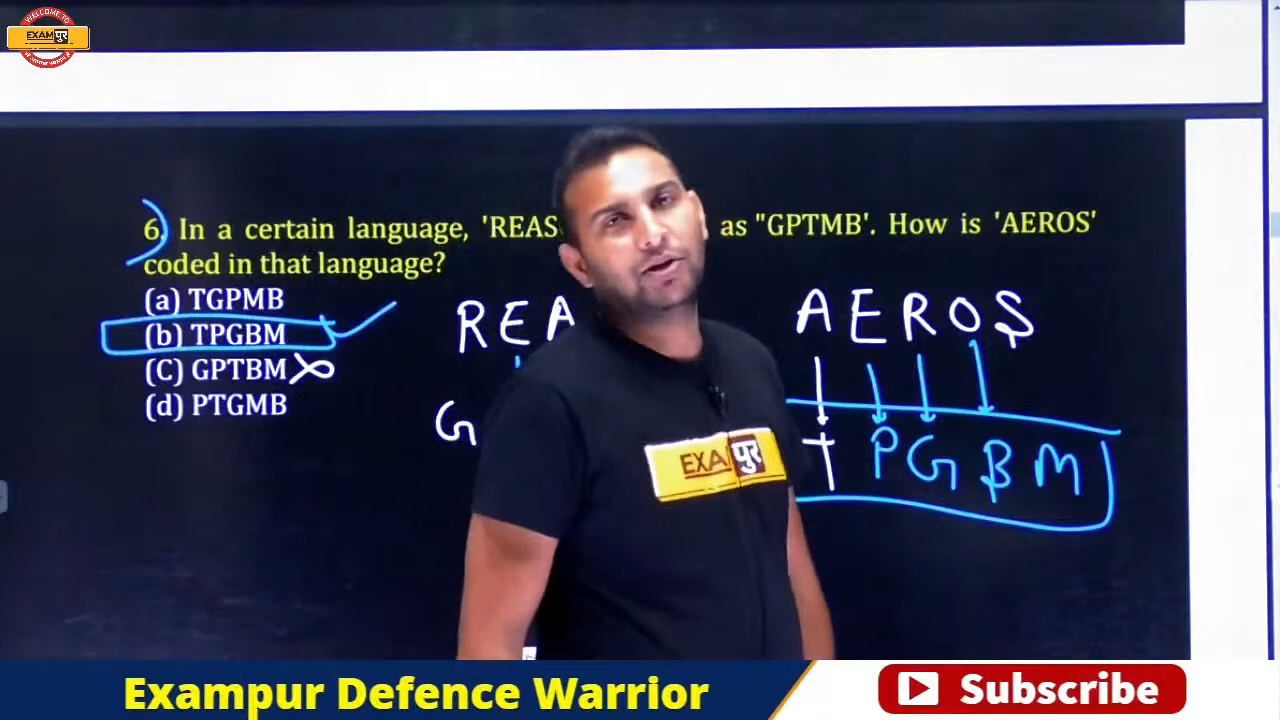 WELCOME TO
EXAMपुर
6. In a certain language, 'REAS as "GPTMB'. How is 'AEROS'
coded in that language?
(a) TGPMB
(b) TPGBM
(C) GPTBM
(d) PTGMB
REA
G
AEROS
TPGBM
EXAMपुर
Exampur Defence Warrior
Subscribe